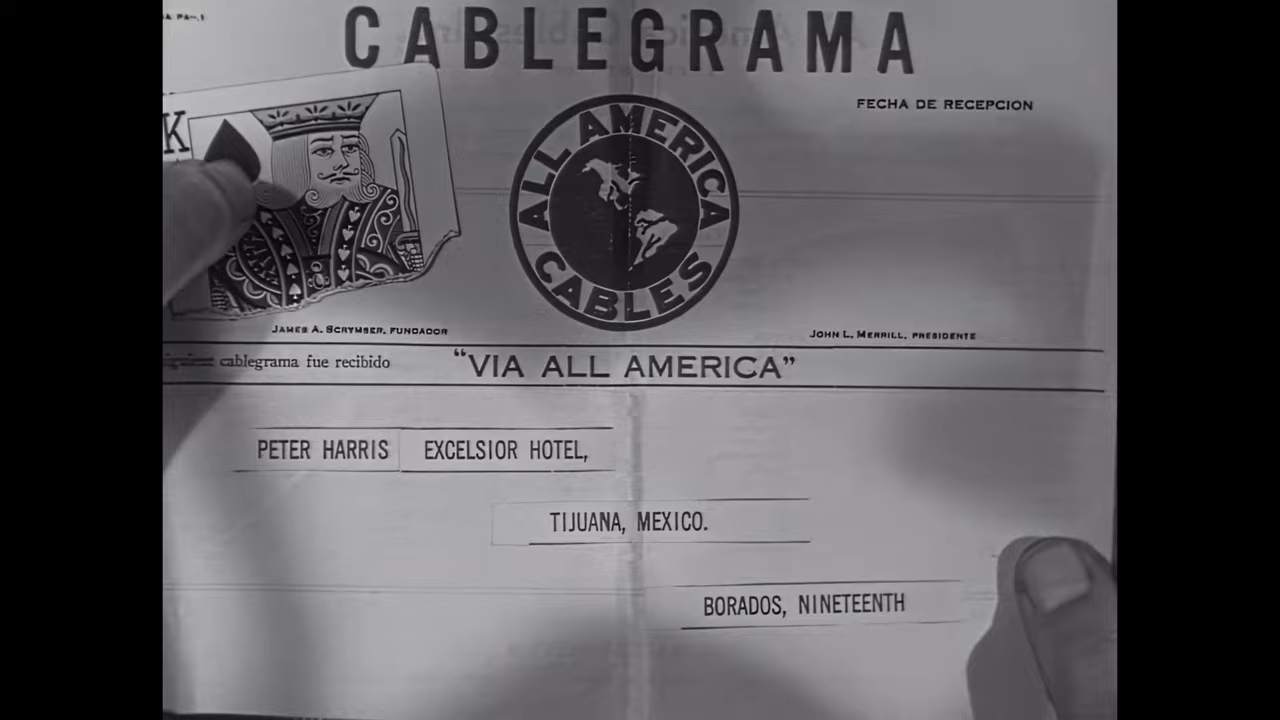 CABLEGRAMA
K
FECHA DE RECEPCION
ALL AMERICA
CABLES
JAMES A. SCRYMSER, FUNDADOR
JOHN L. MERRILL, PRESIDENTE
cablegrama fue recibido
"VIA ALL AMERICA"
PETER HARRIS EXCELSIOR HOTEL,
TIJUANA, MEXICO.
BORADOS, NINETEENTH